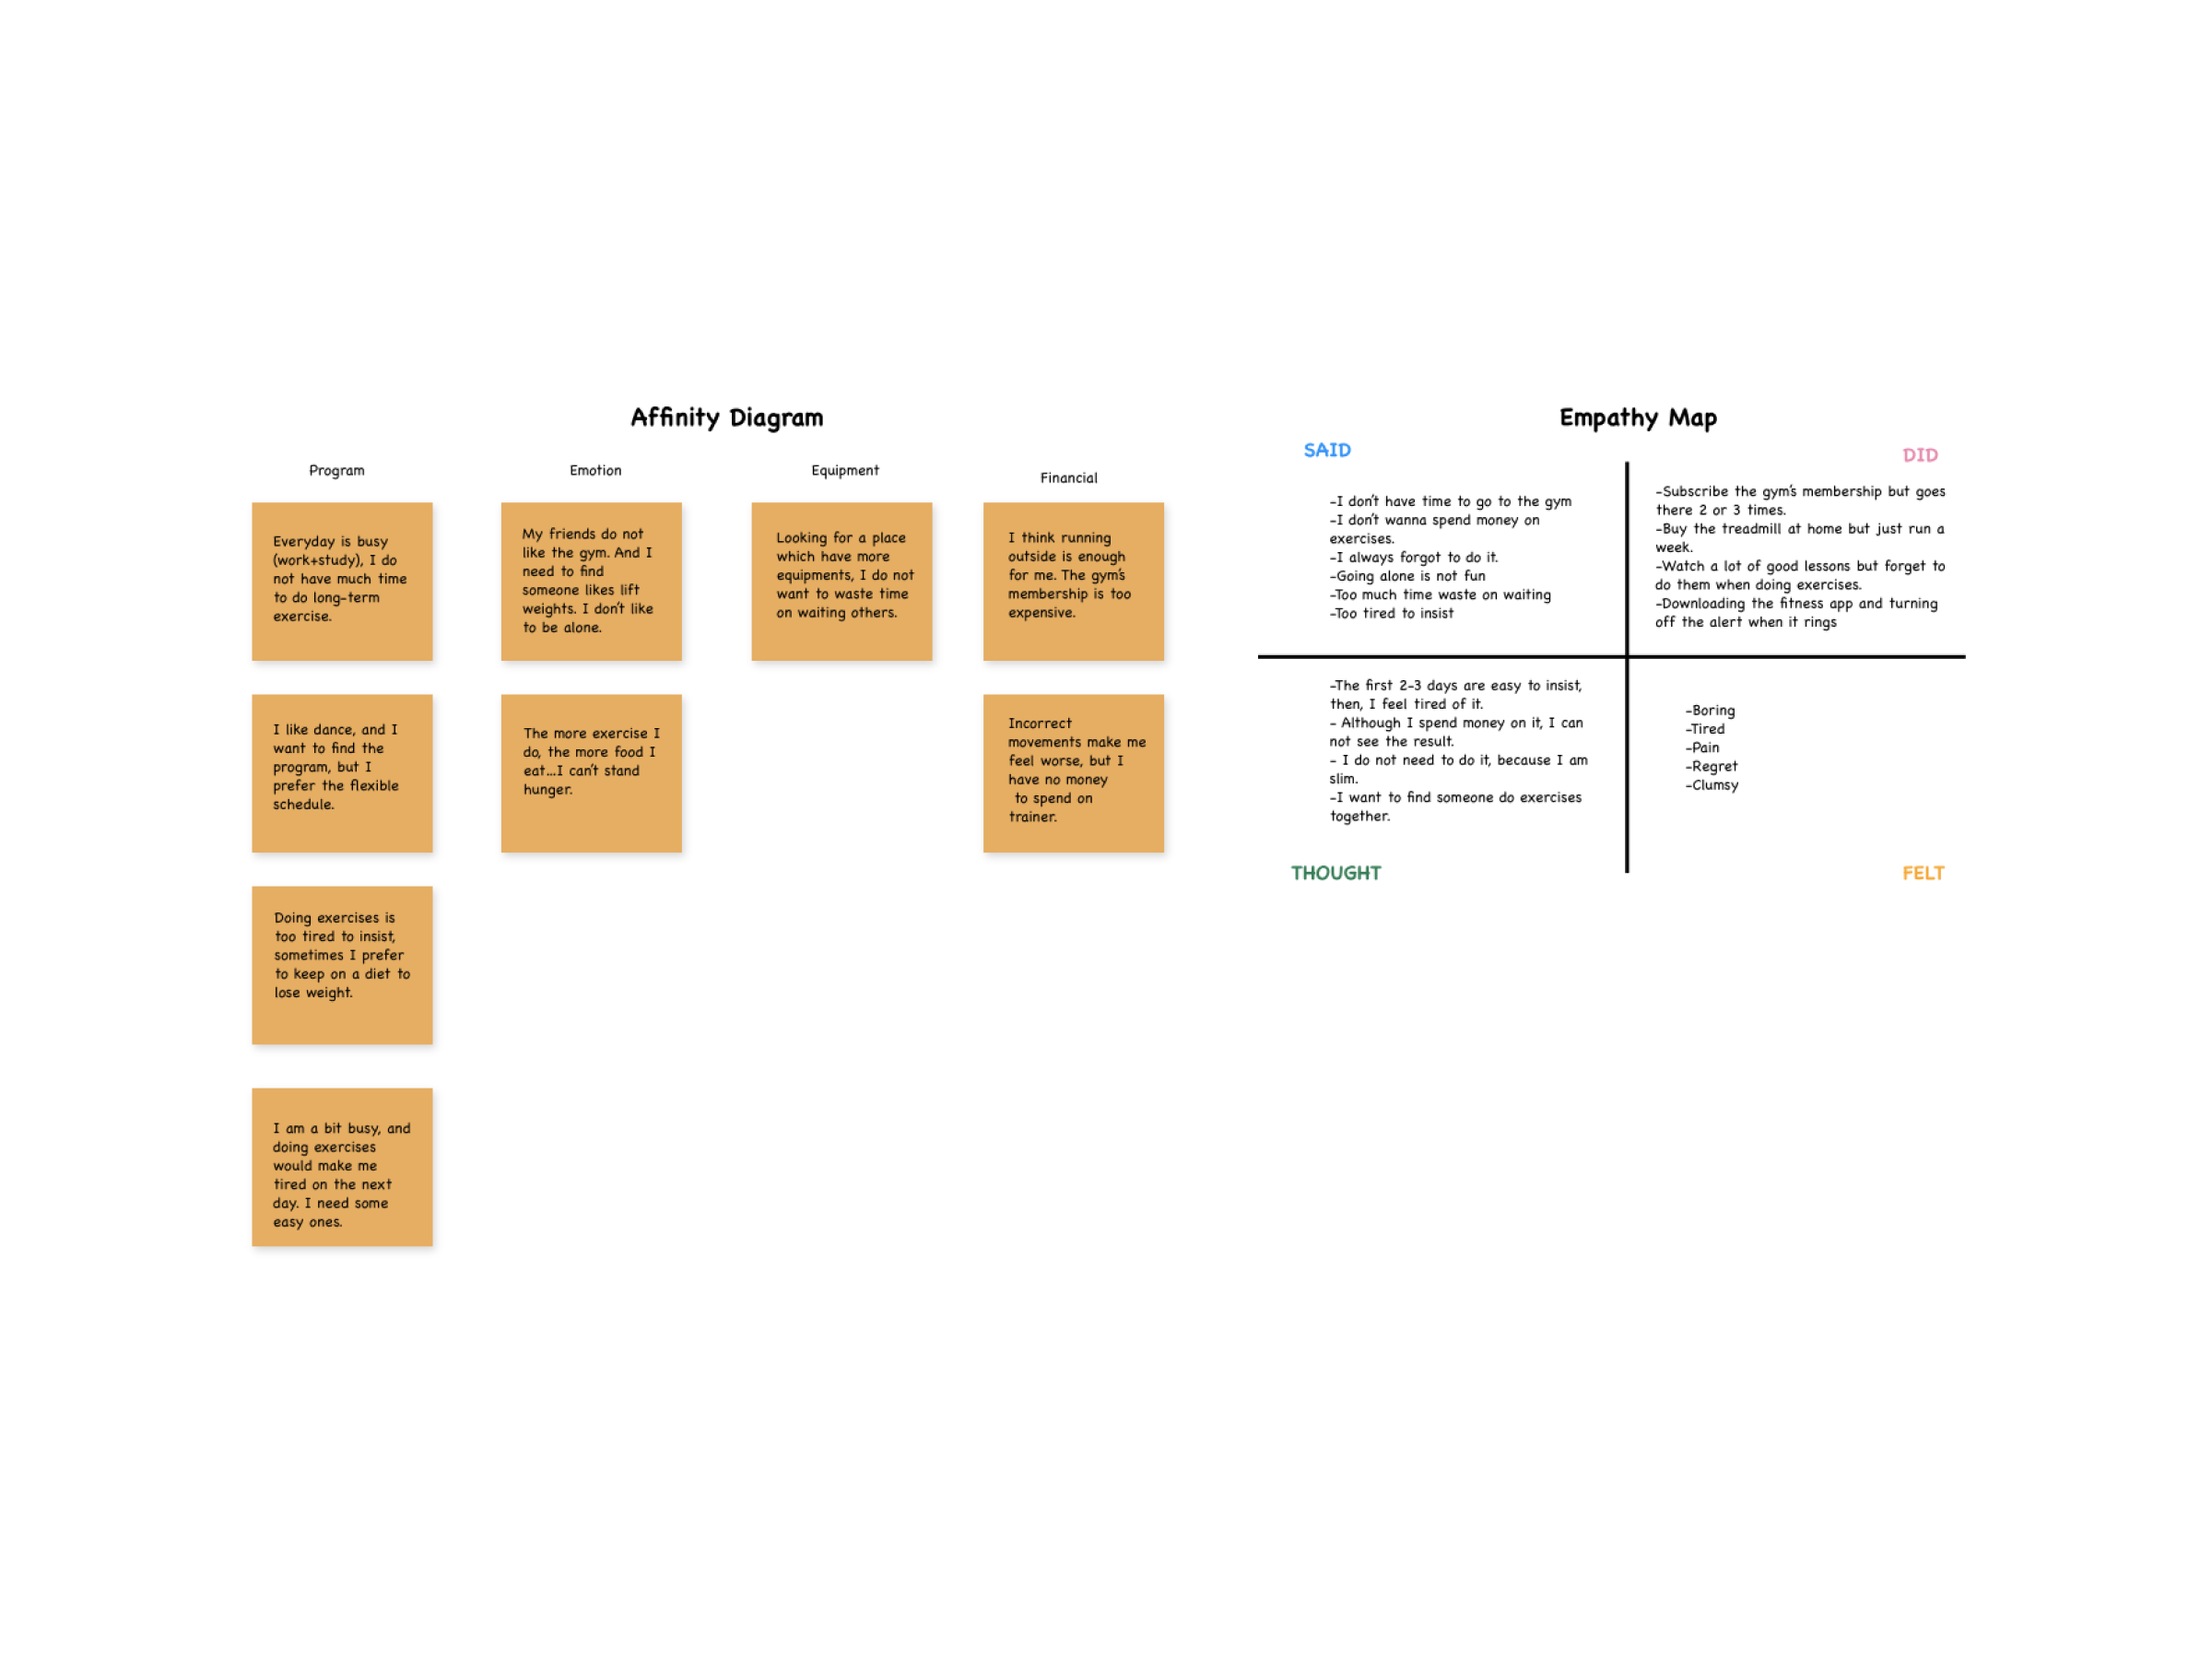 Affinity Diagram
Program
Everyday is busy
(work+study), I do
not have much time
to do long-term
exercise.
I like dance, and I
want to find the
program, but I
prefer the flexible
schedule.
Doing exercises is
too tired to insist,
sometimes I prefer
to keep on a diet to
lose weight.
I am a bit busy, and
doing exercises
would make me
tired on the next
day. I need some
easy ones.
Emotion
My friends do not
like the gym. And I
need to find
someone likes lift
weights. I don't like
to be alone.
The more exercise I
do, the more food I
eat...I can't stand
hunger.
Equipment
Looking for a place
which have more
equipments, I do not
want to waste time
on waiting others.
Financial
I think running
outside is enough
for me. The gym's
membership is too
expensive.
Incorrect
movements make me
feel worse, but I
have no money
to spend on
trainer.
Empathy Map
SAID
-I don't have time to go to the gym
-I don't wanna spend money on
exercises.
-I always forgot to do it.
-Going alone is not fun
-Too much time waste on waiting
-Too tired to insist
DID
-Subscribe the gym's membership but goes
there 2 or 3 times.
-Buy the treadmill at home but just run a
week.
-Watch a lot of good lessons but forget to
do them when doing exercises.
-Downloading the fitness app and turning
off the alert when it rings
-The first 2-3 days are easy to insist,
then, I feel tired of it.
- Although I spend money on it, I can
not see the result.
- I do not need to do it, because I am
slim.
-I want to find someone do exercises
together.
THOUGHT
-Boring
-Tired
-Pain
-Regret
-Clumsy
FELT